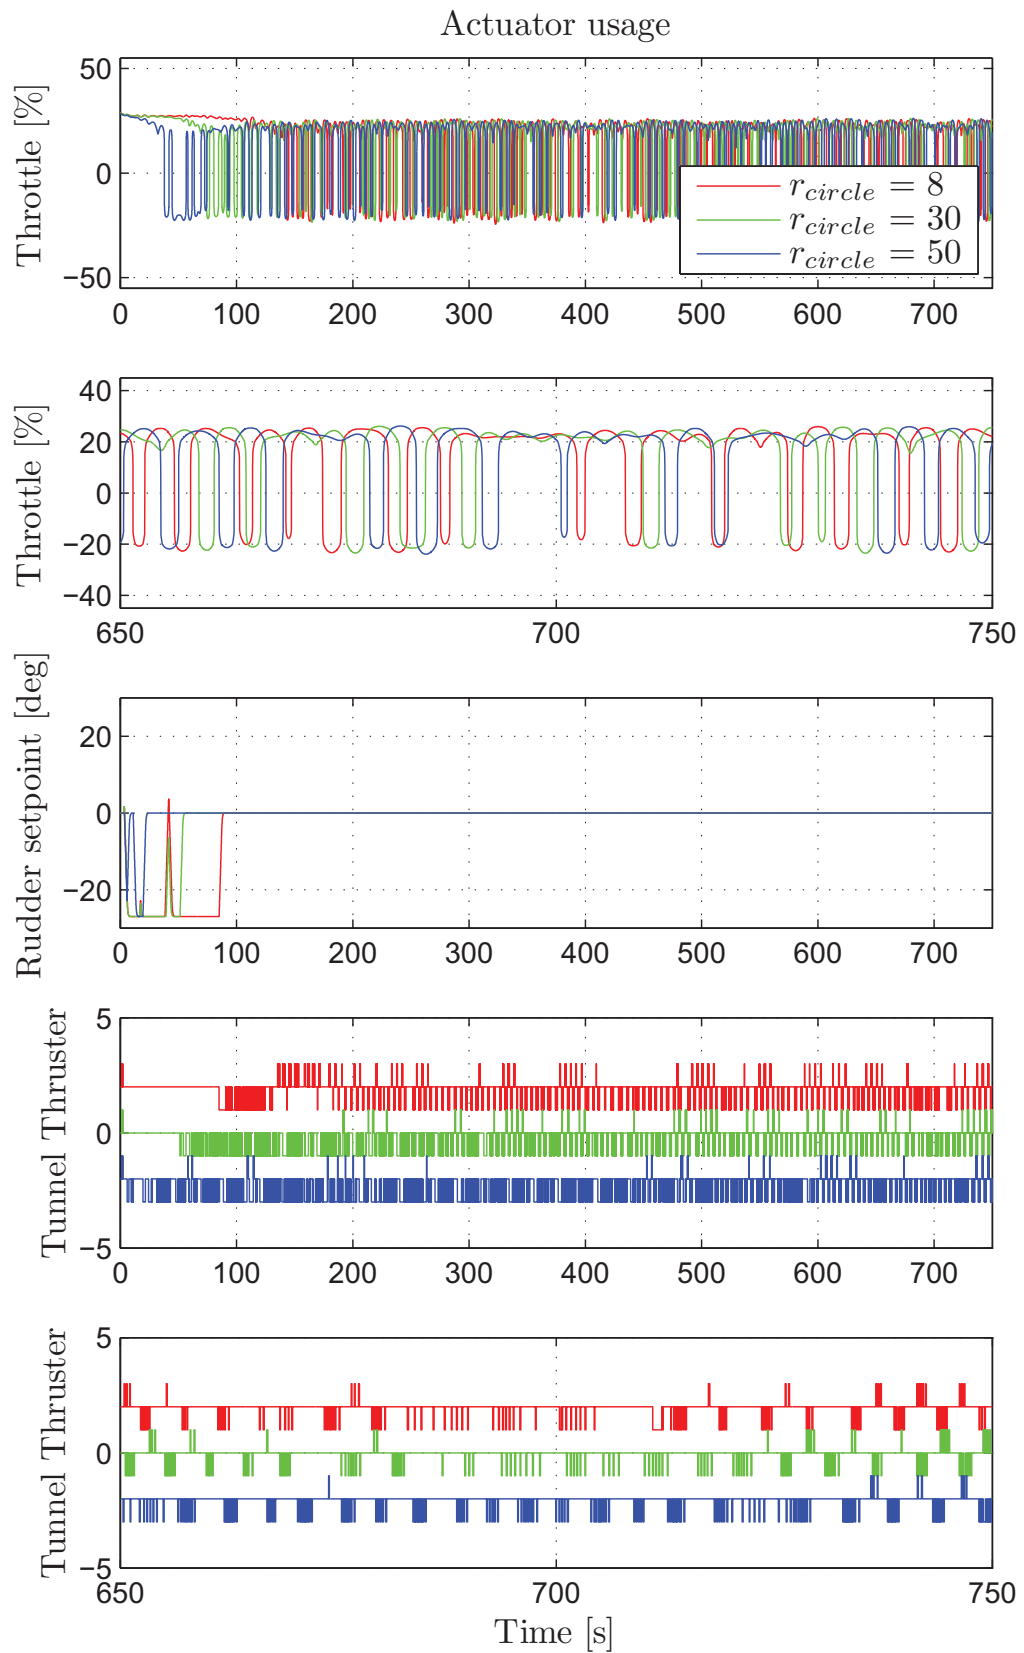 Actuator usage
Throttle [%]
50
0
−50
r_circle = 8
r_circle = 30
r_circle = 50
0 100 200 300 400 500 600 700
Throttle [%]
40
20
0
−20
−40
650 700 750
Rudder setpoint [deg]
20
0
−20
0 100 200 300 400 500 600 700
Tunnel Thruster
5
0
−5
0 100 200 300 400 500 600 700
Tunnel Thruster
5
0
−5
650 700 750
Time [s]